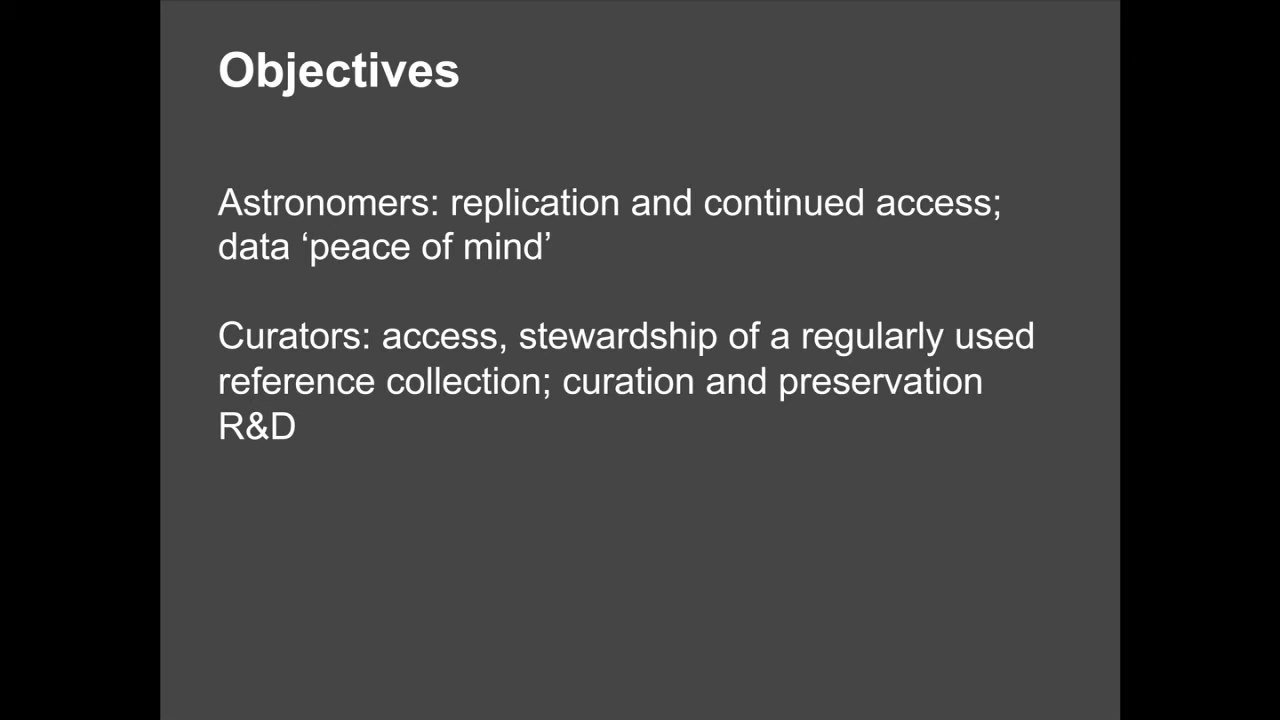 Objectives
Astronomers: replication and continued access;
data ‘peace of mind’
Curators: access, stewardship of a regularly used
reference collection; curation and preservation
R&D